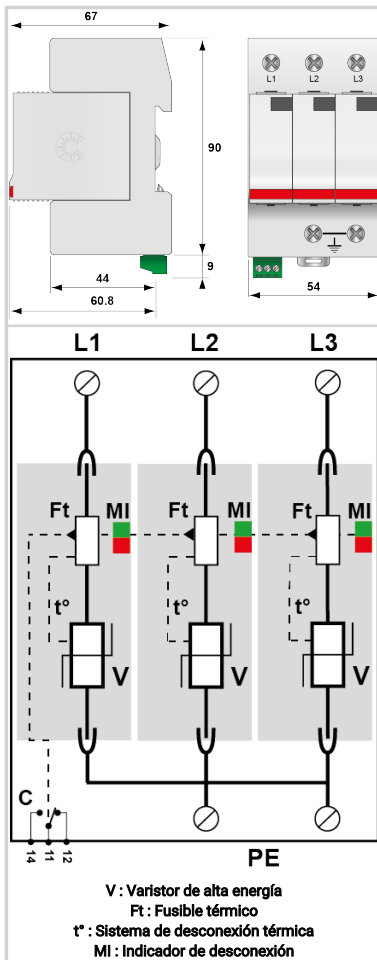 67
L1 L2 L3
90
44
9
60.8
54
L1 L2 L3
Ft MI Ft MI Ft MI
t° t° t°
V V V
C
14 11 12
PE
V : Varistor de alta energía
Ft : Fusible térmico
t° : Sistema de desconexión térmica
MI : Indicador de desconexión